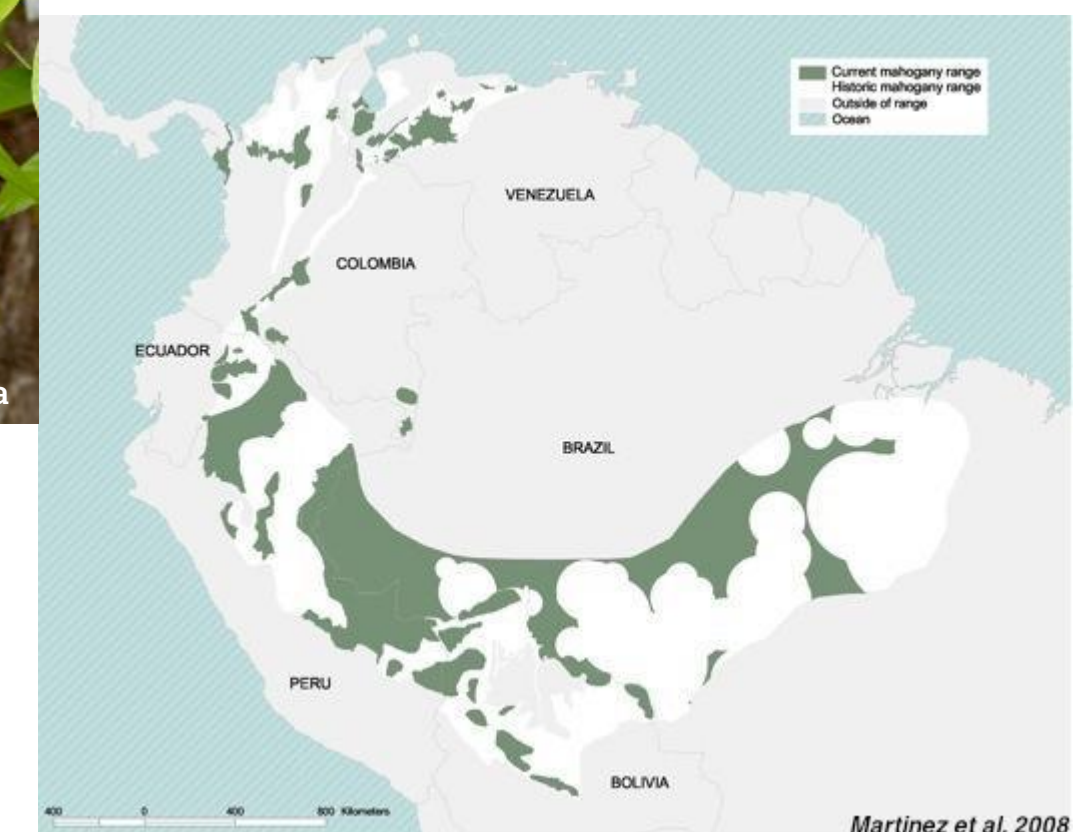 Current mahogany range
Historic mahogany range
Outside of range
Ocean
VENEZUELA
COLOMBIA
ECUADOR
a
BRAZIL
PERU
BOLIVIA
400 0 400 800 Kilometers
Martinez et al. 2008